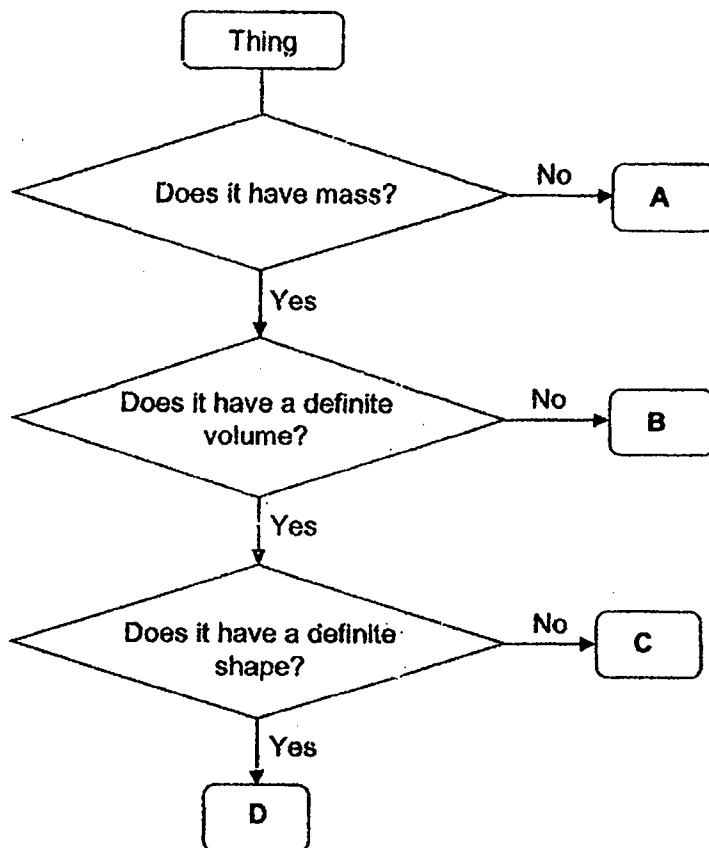 Thing
Does it have mass?
No
A
Yes
Does it have a definite
volume?
No
B
Yes
Does it have a definite
shape?
No
C
Yes
D